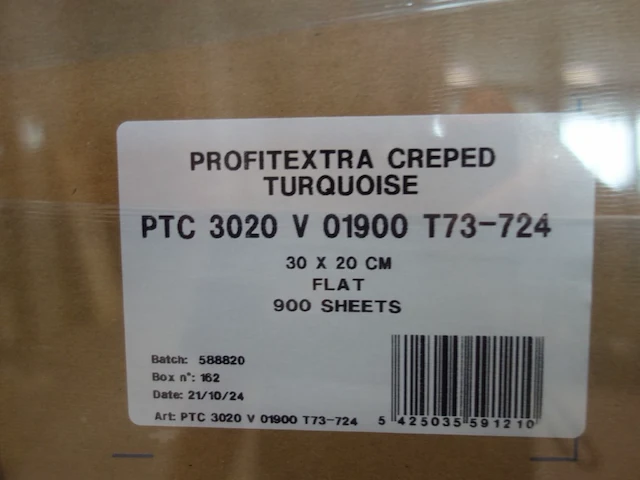 PROFITEXTRA CREPED
TURQUOISE
PTC 3020 V 01900 T73-724
30 X 20 CM
FLAT
900 SHEETS
Batch: 588820
Box n°: 162
Date: 21/10/24
Art: PTC 3020 V 01900 T73-724
5 425035 591210